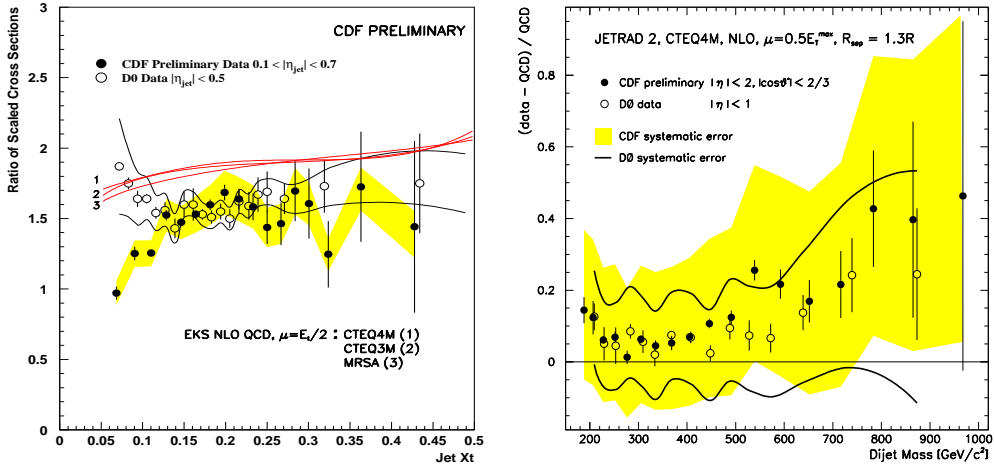 CDF PRELIMINARY
CDF Preliminary Data 0.1 < |η_jet| < 0.7
D0 Data |η_jet| < 0.5
Ratio of Scaled Cross Sections
3
2.5
2
1.5
1
0.5
0
1
2
3
EKS NLO QCD, μ=E_t/2 : CTEQ4M (1)
CTEQ3M (2)
MRSA (3)
0 0.05 0.1 0.15 0.2 0.25 0.3 0.35 0.4 0.45 0.5
Jet Xt
JETRAD 2, CTEQ4M, NLO, μ=0.5E_T^max, R_sep = 1.3R
CDF preliminary |η|<2, |cosϑ*|<2/3
DØ data |η|<1
CDF systematic error
DØ systematic error
(data − QCD) / QCD
0.8
0.6
0.4
0.2
0
200 300 400 500 600 700 800 900 1000
Dijet Mass [GeV/c²]